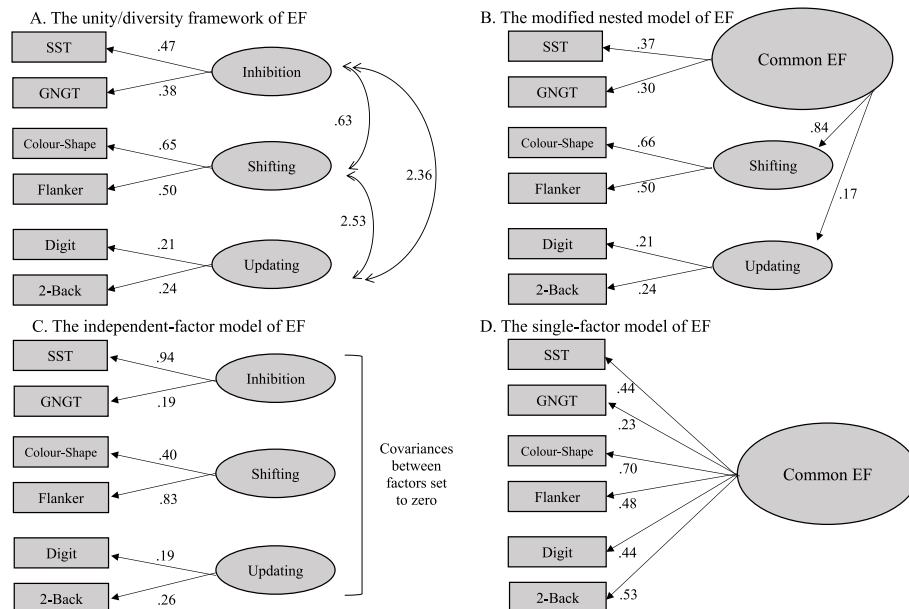 A. The unity/diversity framework of EF
SST
.47
Inhibition
GNGT
.38
.63
Colour-Shape
.65
Shifting
Flanker
.50
2.36
2.53
Digit
.21
Updating
2-Back
.24
B. The modified nested model of EF
SST
.37
Common EF
GNGT
.30
.84
Colour-Shape
.66
Shifting
Flanker
.50
.17
Digit
.21
Updating
2-Back
.24
C. The independent-factor model of EF
SST
.94
Inhibition
GNGT
.19
Colour-Shape
.40
Shifting
Flanker
.83
Covariances
between
factors set
to zero
Digit
.19
Updating
2-Back
.26
D. The single-factor model of EF
SST
.44
GNGT
.23
Colour-Shape
.70
Common EF
Flanker
.48
Digit
.44
2-Back
.53